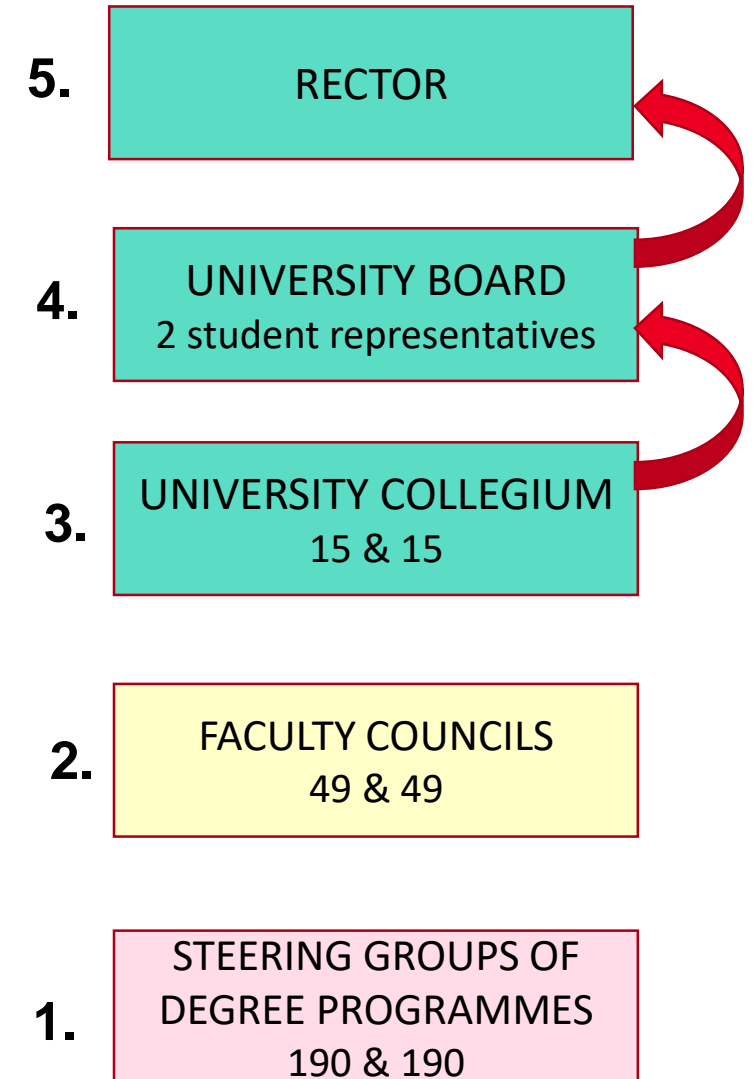 5.
RECTOR
4.
UNIVERSITY BOARD
2 student representatives
3.
UNIVERSITY COLLEGIUM
15 & 15
2.
FACULTY COUNCILS
49 & 49
1.
STEERING GROUPS OF
DEGREE PROGRAMMES
190 & 190